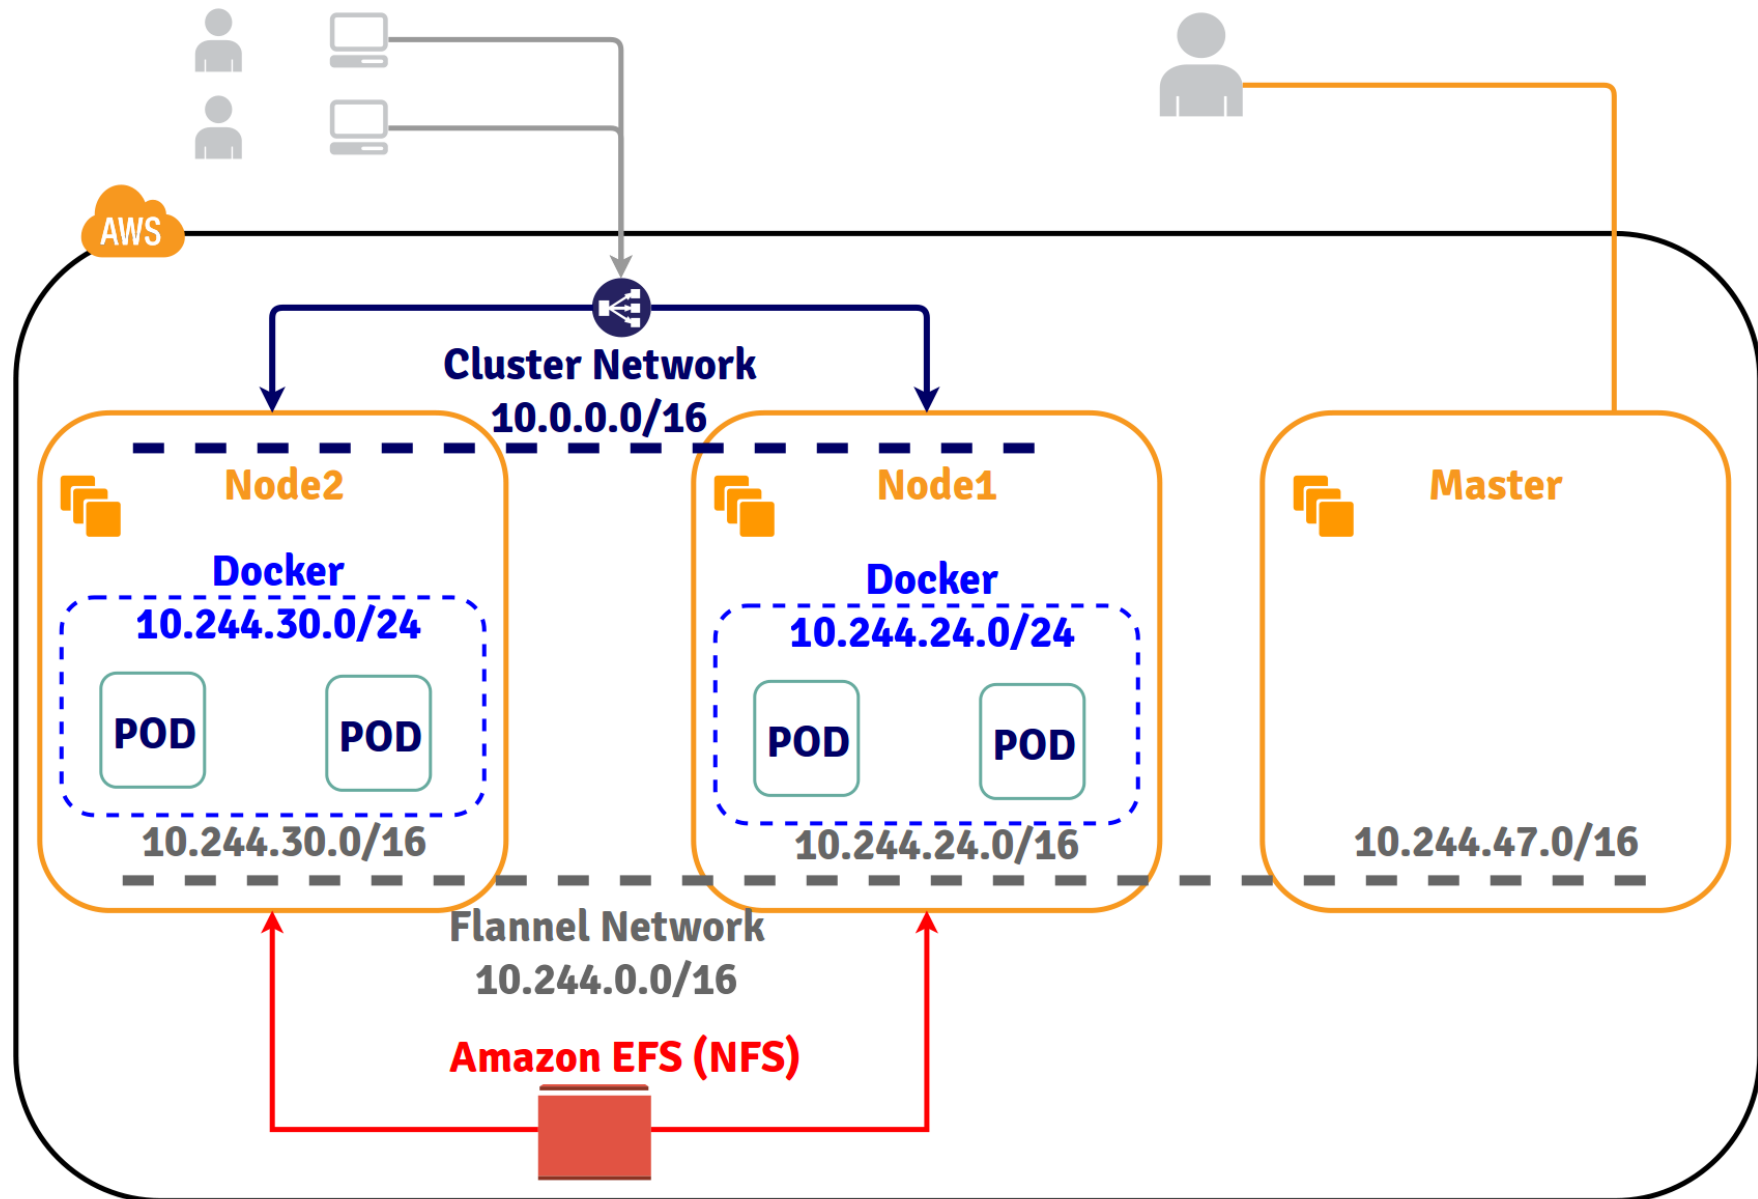 AWS
Cluster Network
10.0.0.0/16
Node2
Node1
Master
Docker
10.244.30.0/24
POD
POD
10.244.30.0/16
Docker
10.244.24.0/24
POD
POD
10.244.24.0/16
10.244.47.0/16
Flannel Network
10.244.0.0/16
Amazon EFS (NFS)